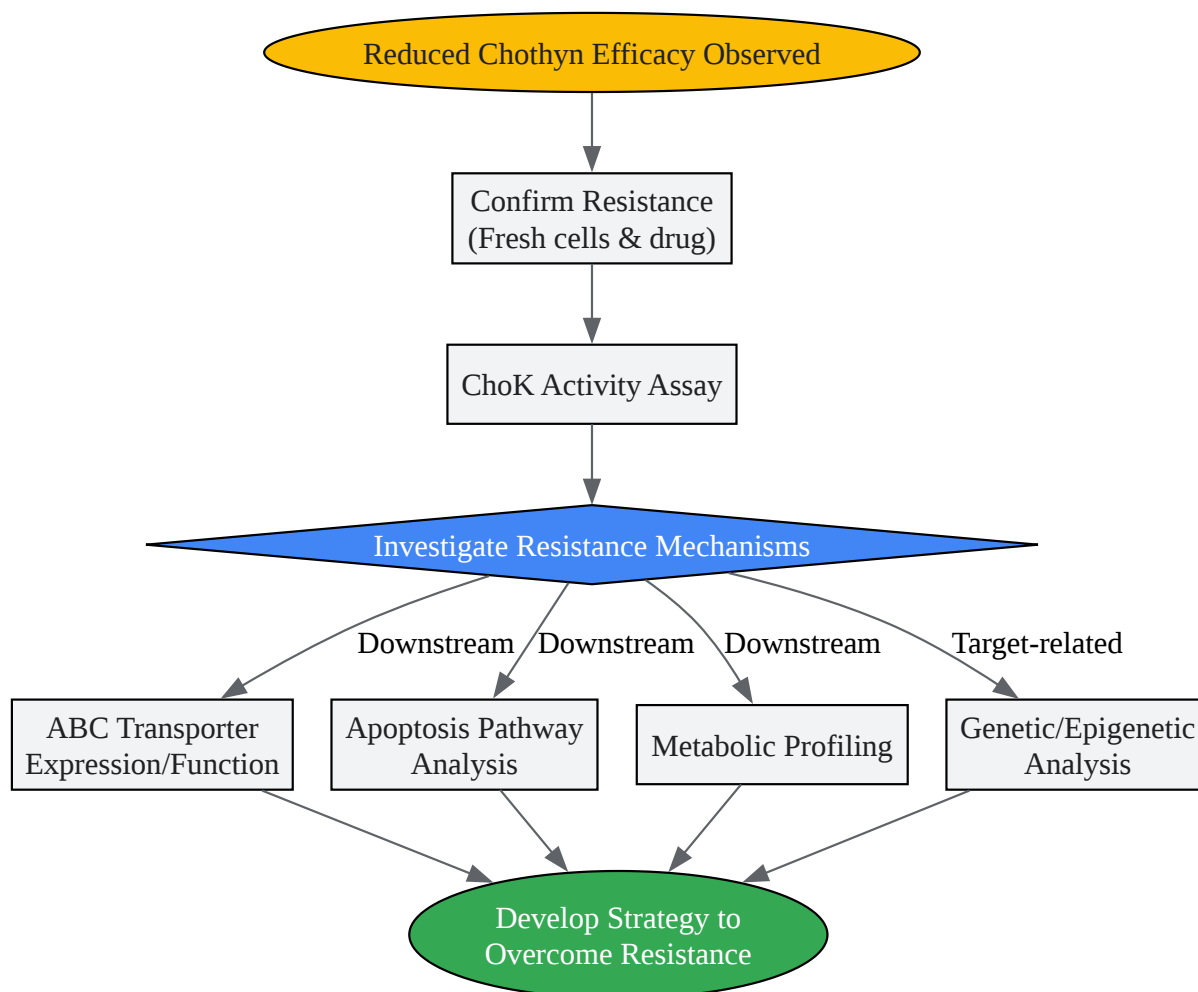 Reduced Chothyn Efficacy Observed
Confirm Resistance
(Fresh cells & drug)
ChoK Activity Assay
Investigate Resistance Mechanisms
Downstream
Downstream
Downstream
Target-related
ABC Transporter
Expression/Function
Apoptosis Pathway
Analysis
Metabolic Profiling
Genetic/Epigenetic
Analysis
Develop Strategy to
Overcome Resistance